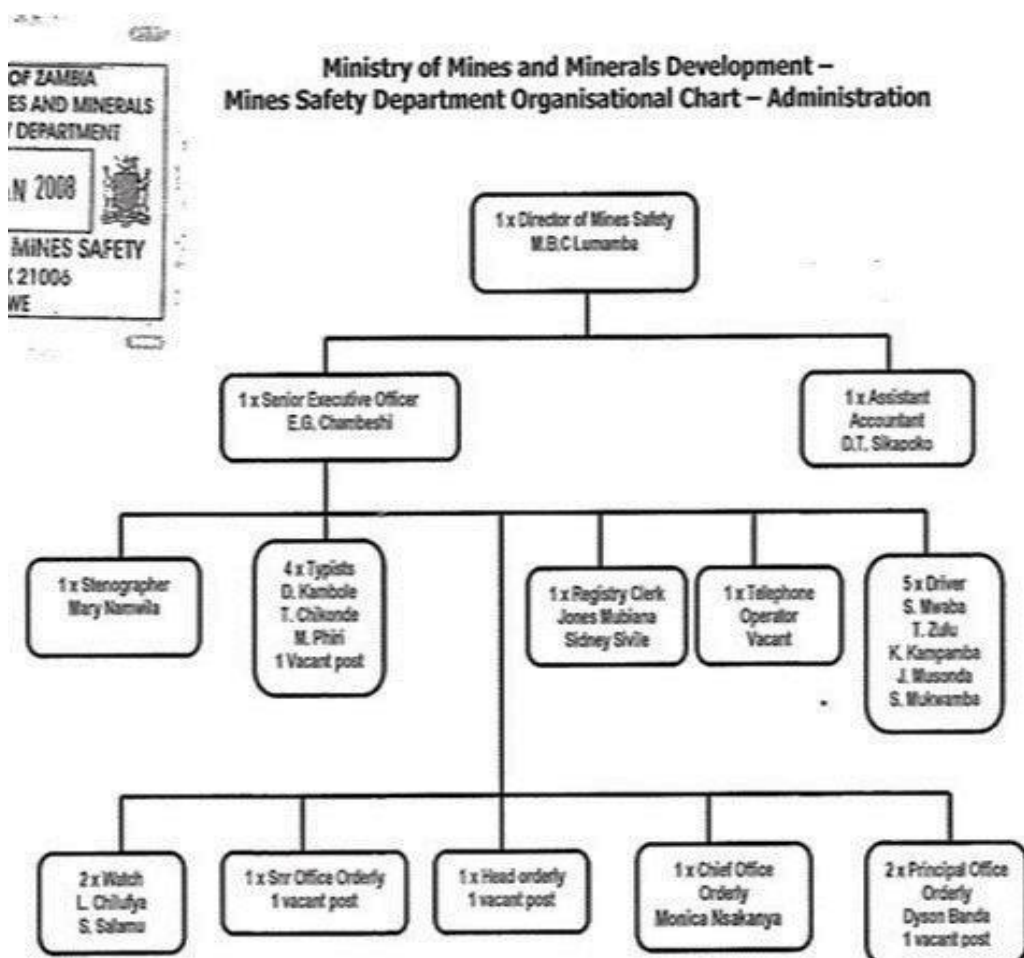 OF ZAMBIA
ES AND MINERALS
DEPARTMENT
N 2008
MINES SAFETY
21006
WE
Ministry of Mines and Minerals Development –
Mines Safety Department Organisational Chart – Administration
1 x Director of Mines Safety
M.B.C Lumamba
1 x Senior Executive Officer
E.G. Chambeshi
1 x Assistant
Accountant
D.T. Sikapoko
1 x Stenographer
Mary Namwila
4 x Typists
D. Kambole
T. Chikonde
M. Phiri
1 Vacant post
1 x Registry Clerk
Jones Mubiana
Sidney Sivile
1 x Telephone
Operator
Vacant
5 x Driver
S. Mwaba
T. Zulu
K. Kampamba
J. Musonda
S. Mukwamba
2 x Watch
L. Chilufya
S. Salamu
1 x Snr Office Orderly
1 vacant post
1 x Head orderly
1 vacant post
1 x Chief Office
Orderly
Monica Nsakanya
2 x Principal Office
Orderly
Dyson Banda
1 vacant post